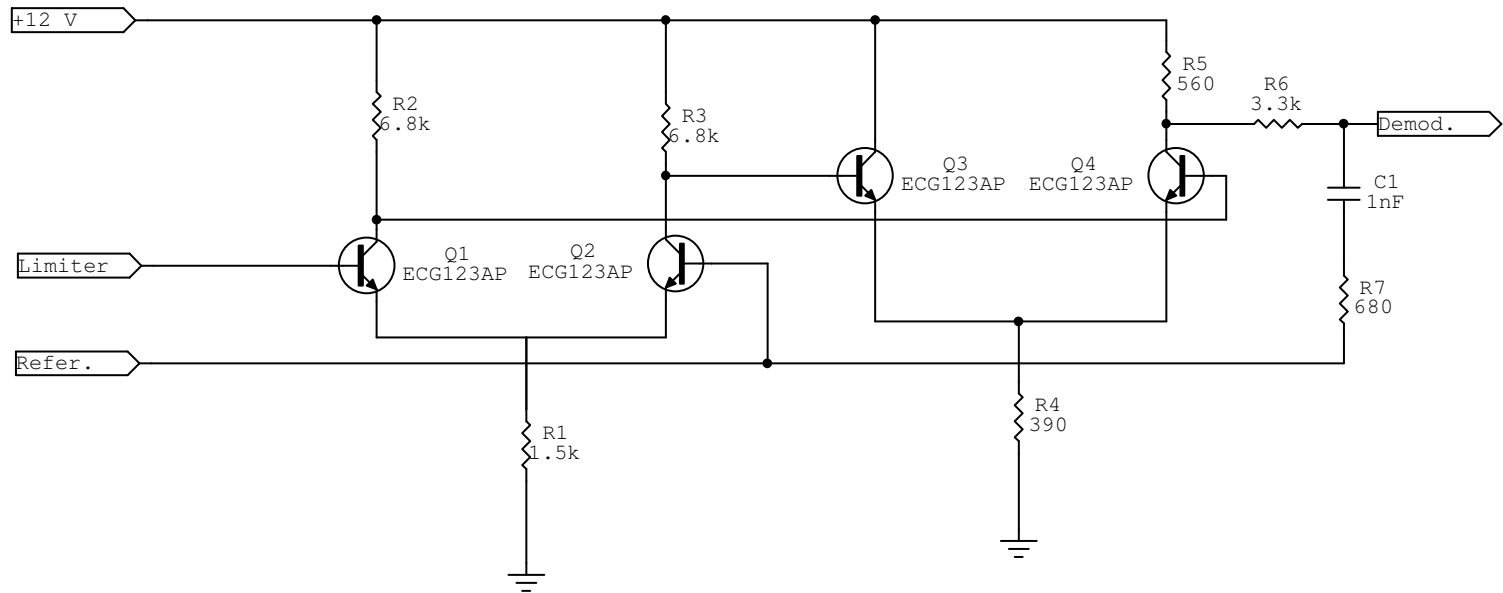 +12 V
R2
6.8k
R3
6.8k
R5
560
R6
3.3k
Demod.
Q3
ECG123AP
Q4
ECG123AP
C1
1nF
Limiter
Q1
ECG123AP
Q2
ECG123AP
R7
680
Refer.
R4
390
R1
1.5k